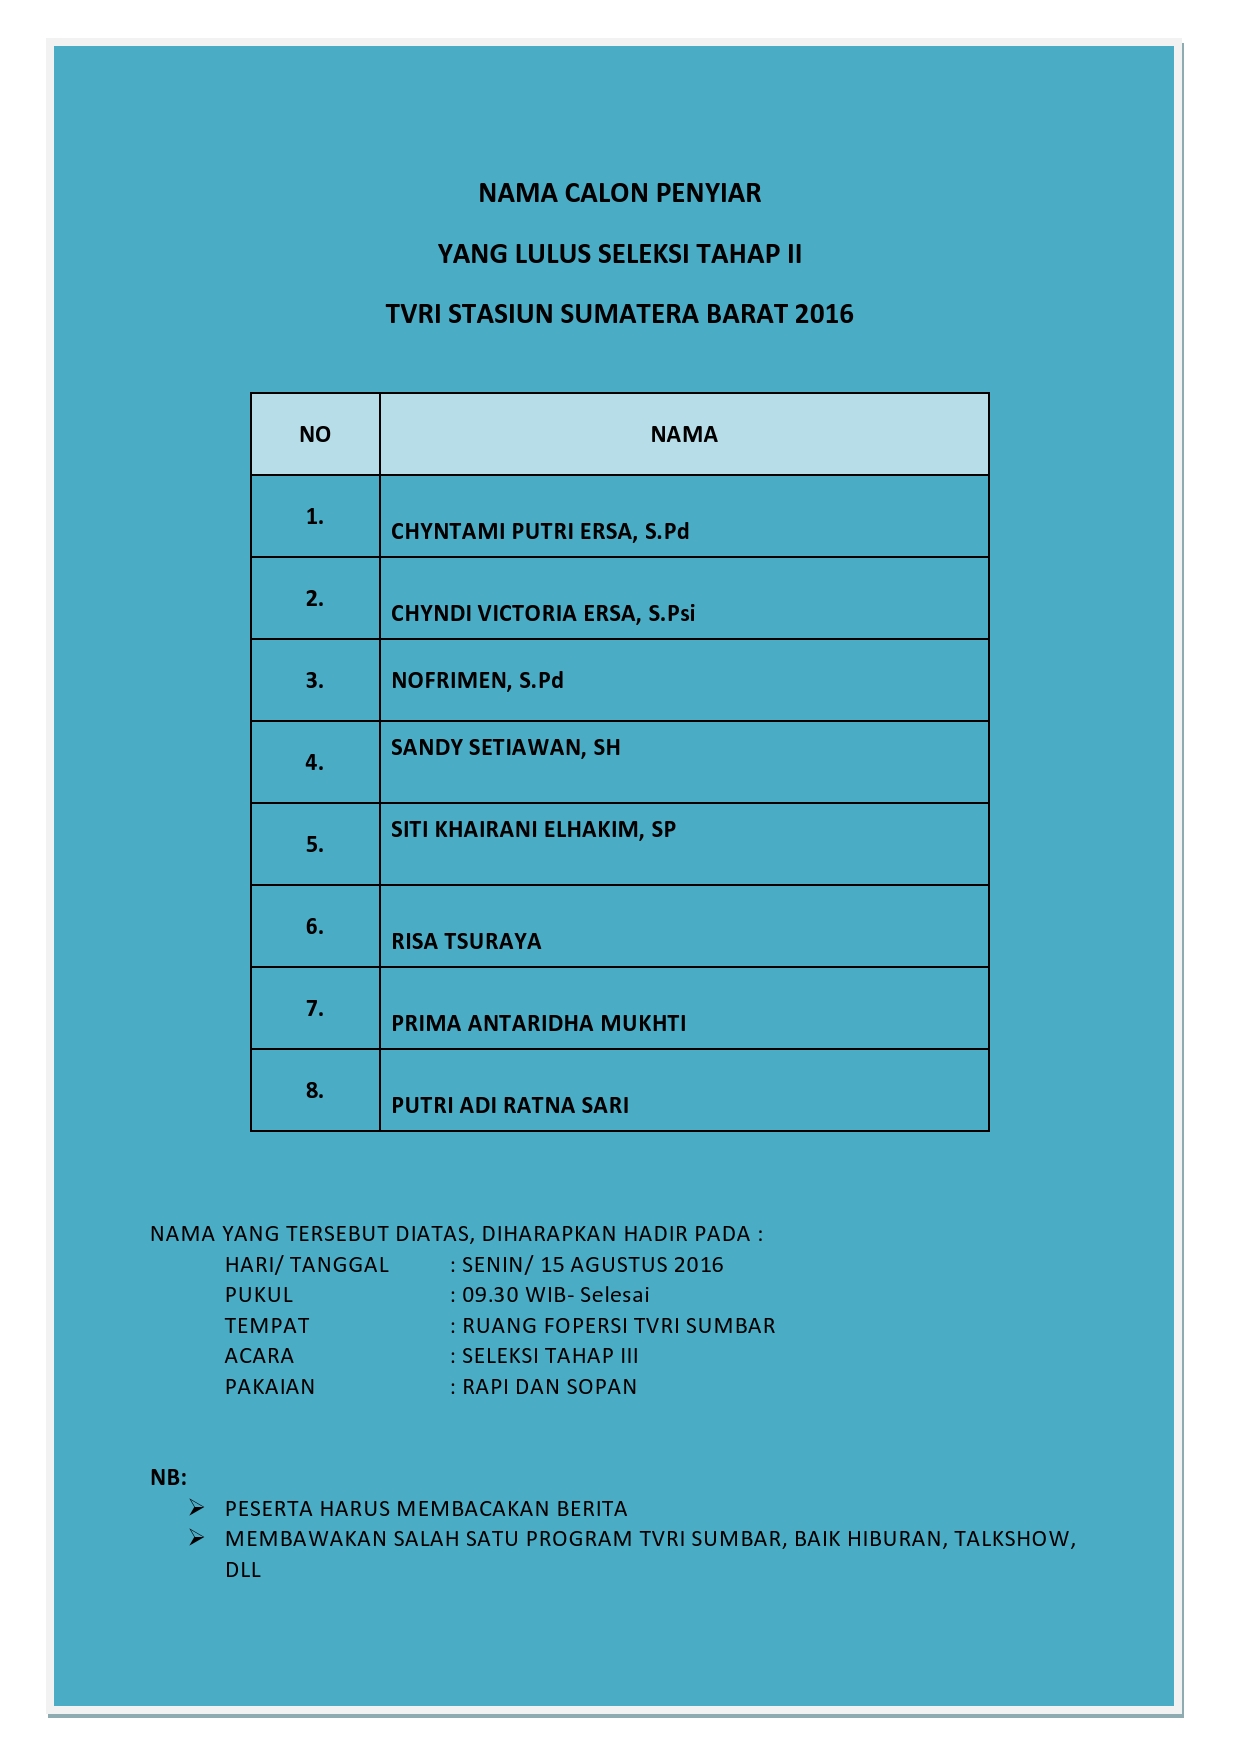 NAMA CALON PENYIAR
YANG LULUS SELEKSI TAHAP II
TVRI STASIUN SUMATERA BARAT 2016
NO NAMA
1. CHYNTAMI PUTRI ERSA, S.Pd
2. CHYNDI VICTORIA ERSA, S.Psi
3. NOFRIMEN, S.Pd
4. SANDY SETIAWAN, SH
5. SITI KHAIRANI ELHAKIM, SP
6. RISA TSURAYA
7. PRIMA ANTARIDHA MUKHTI
8. PUTRI ADI RATNA SARI
NAMA YANG TERSEBUT DIATAS, DIHARAPKAN HADIR PADA :
HARI/ TANGGAL : SENIN/ 15 AGUSTUS 2016
PUKUL : 09.30 WIB- Selesai
TEMPAT : RUANG FOPERSI TVRI SUMBAR
ACARA : SELEKSI TAHAP III
PAKAIAN : RAPI DAN SOPAN
NB:
➢ PESERTA HARUS MEMBACAKAN BERITA
➢ MEMBAWAKAN SALAH SATU PROGRAM TVRI SUMBAR, BAIK HIBURAN, TALKSHOW,
DLL